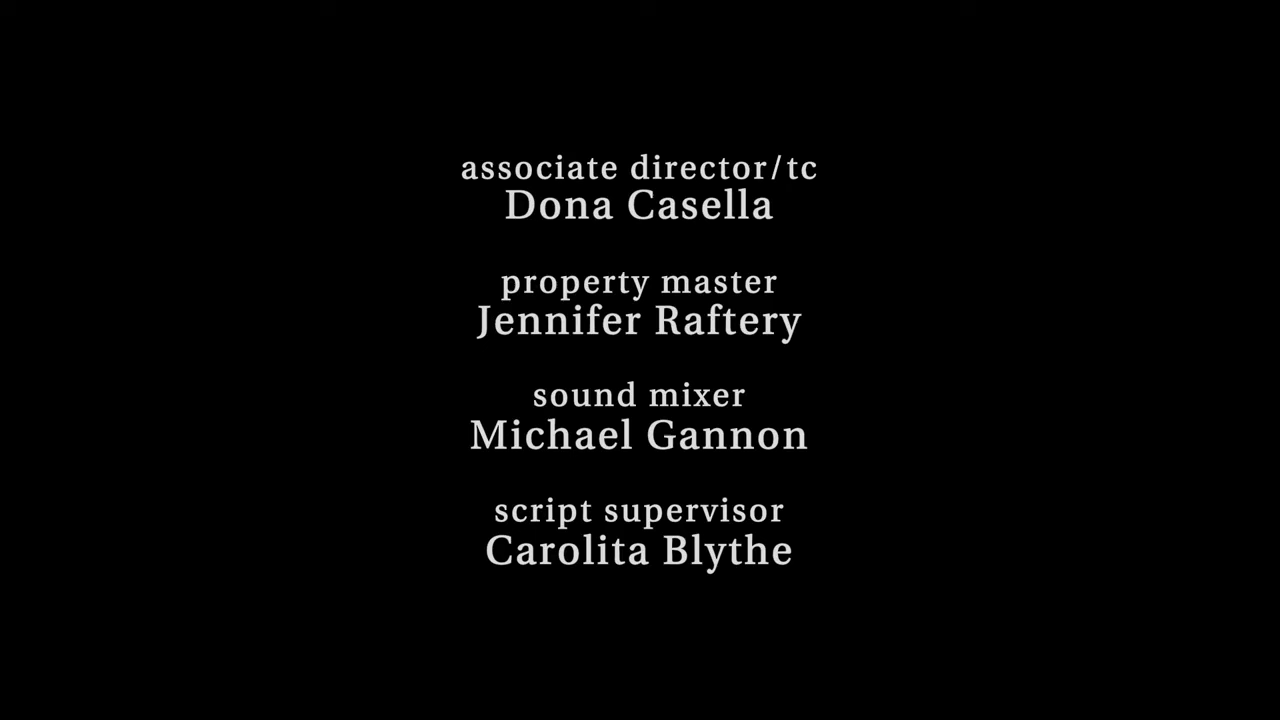 associate director/tc
Dona Casella
property master
Jennifer Raftery
sound mixer
Michael Gannon
script supervisor
Carolita Blythe